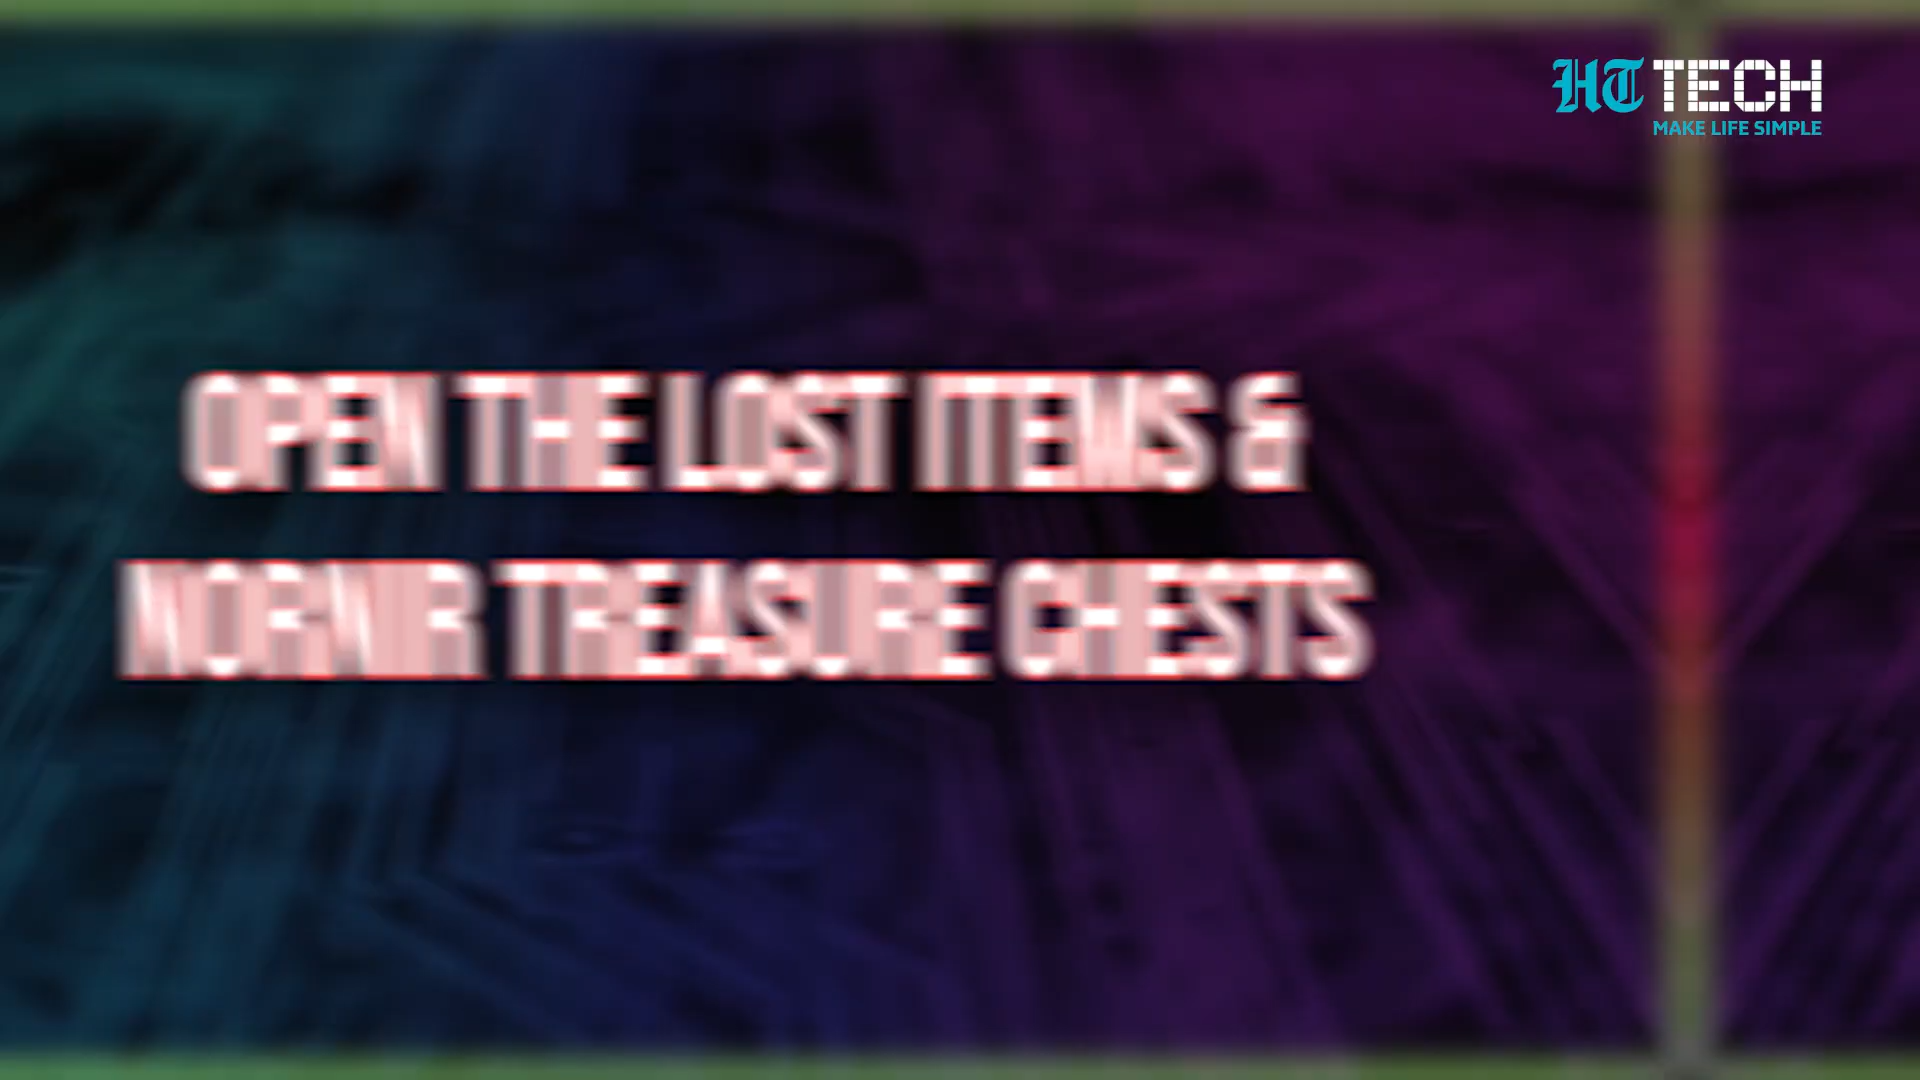 HT TECH
MAKE LIFE SIMPLE
OPEN THE LOST ITEMS &
NORNIR TREASURE CHESTS